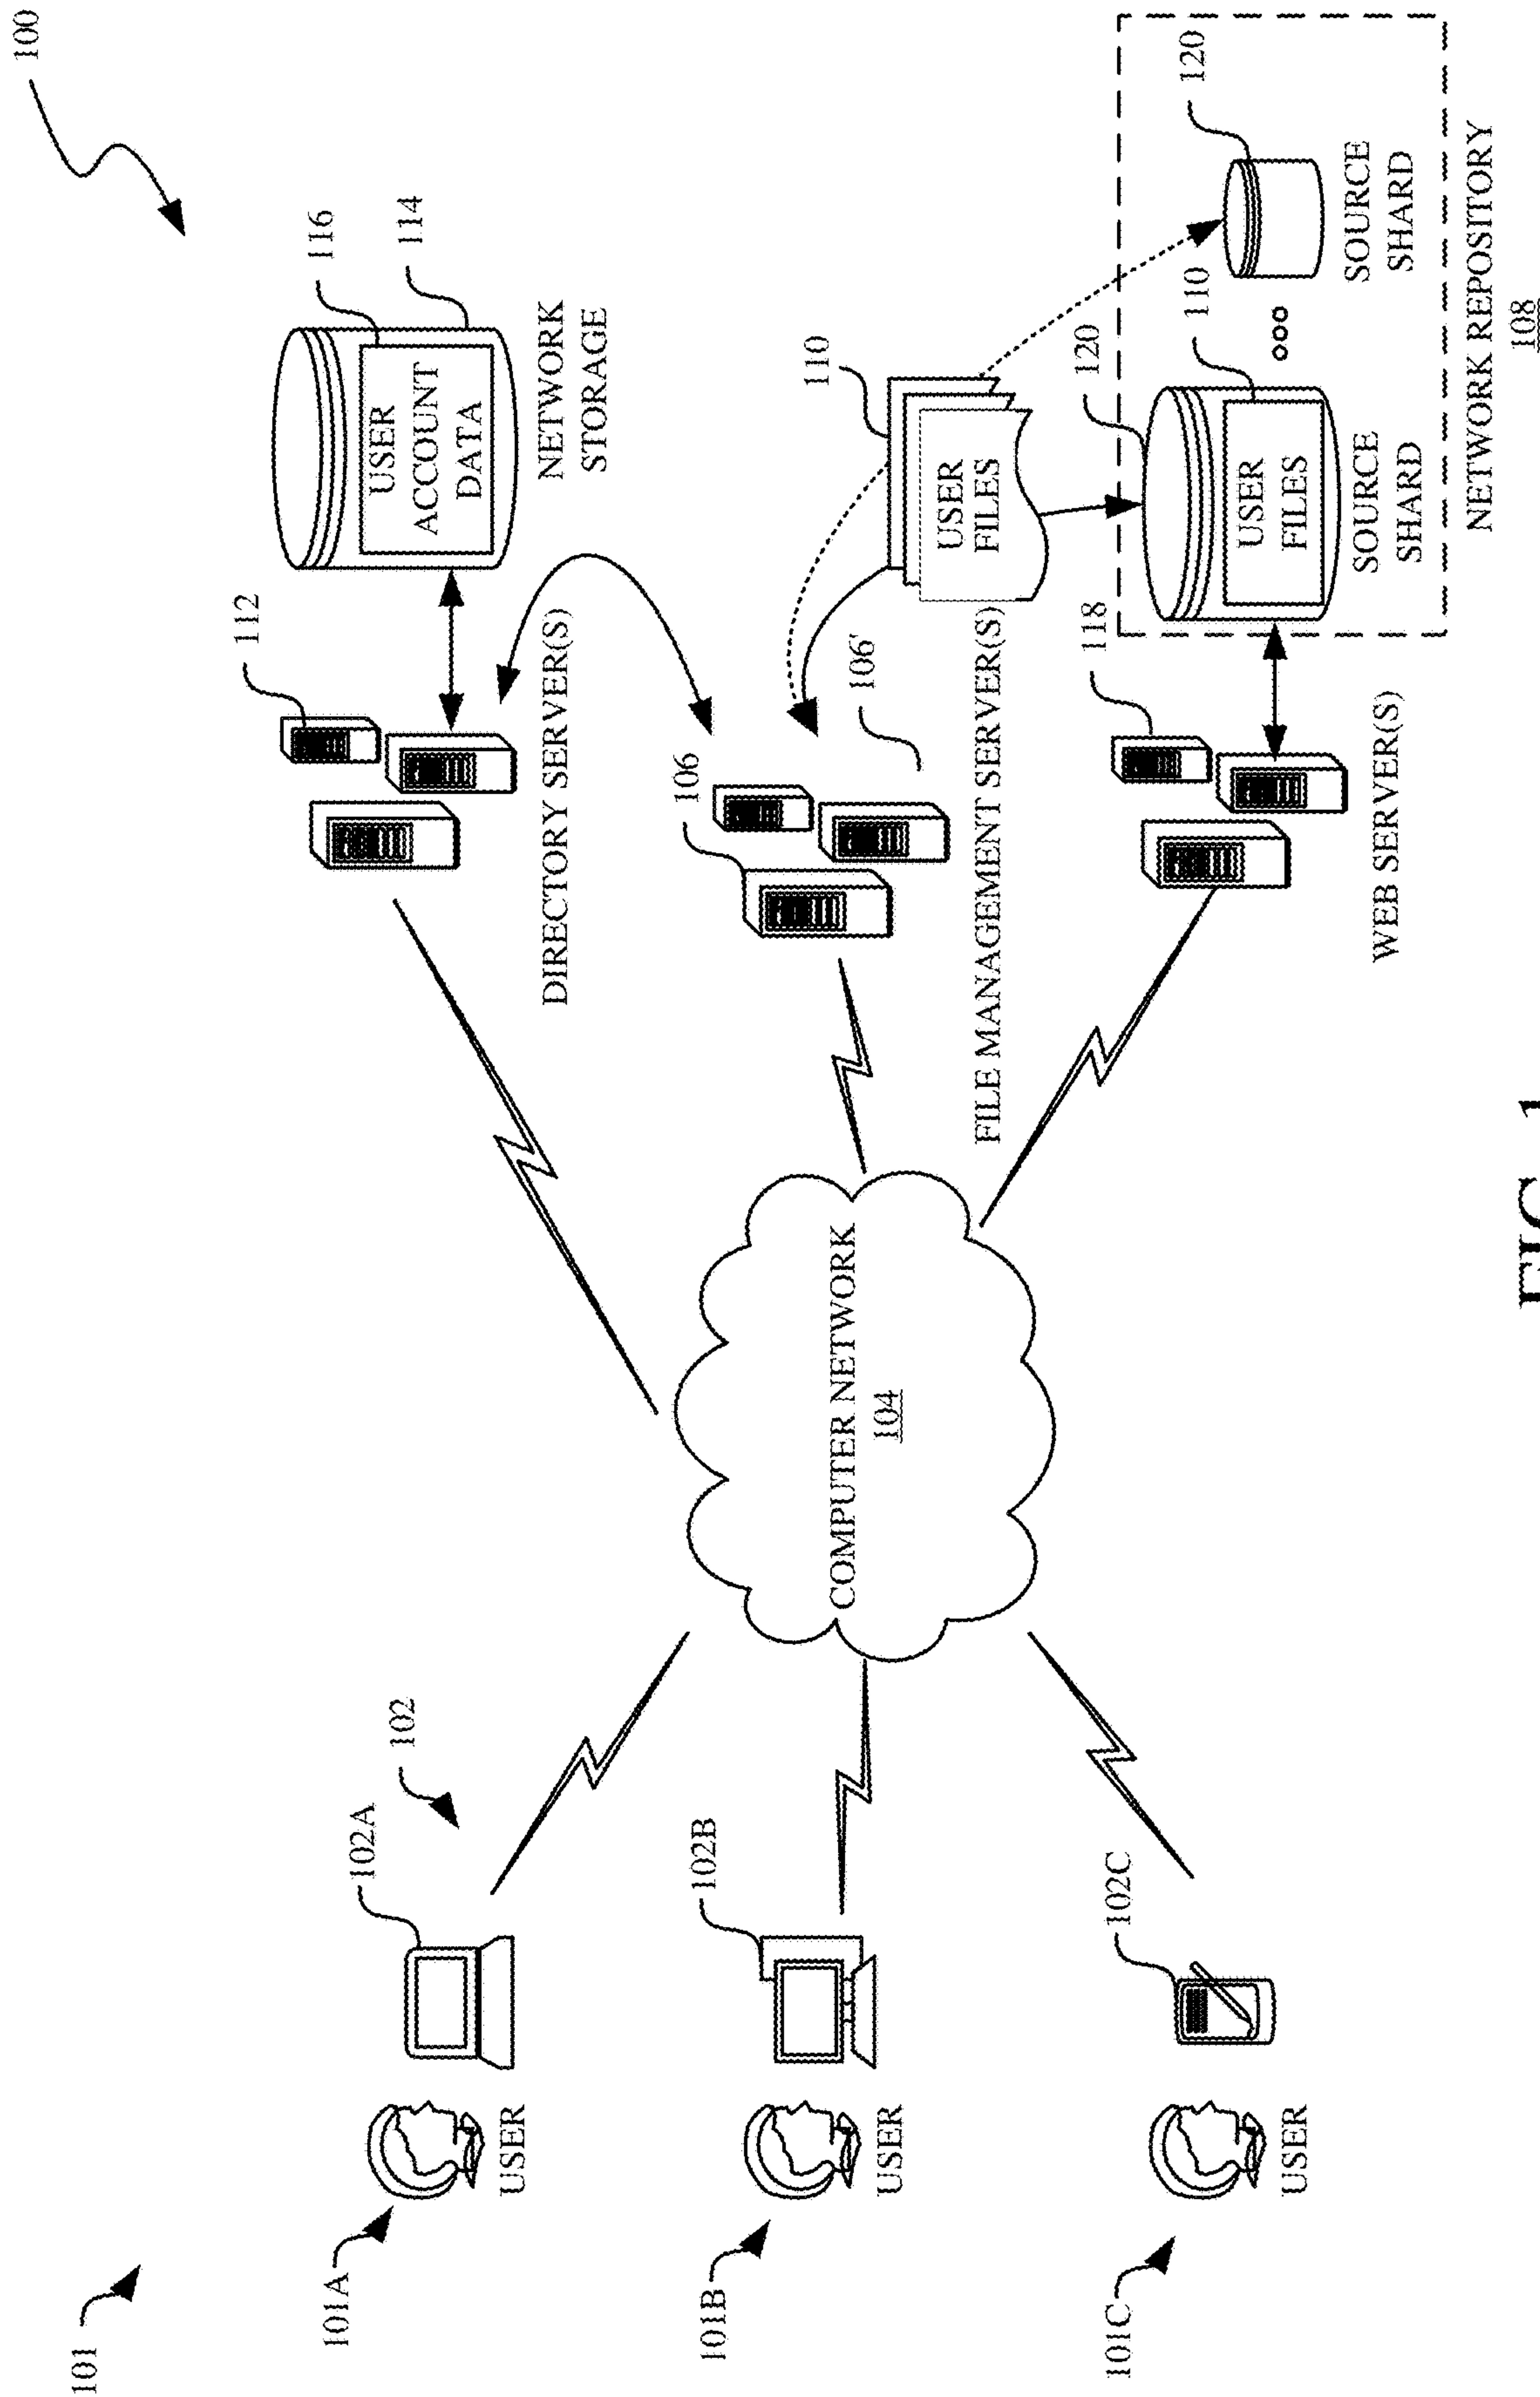 100
101
101A
USER
102A
102
101B
USER
102B
101C
USER
102C
COMPUTER NETWORK
104
112
DIRECTORY SERVER(S)
116
114
USER
ACCOUNT
DATA
NETWORK
STORAGE
106
106'
FILE MANAGEMENT SERVER(S)
110
USER
FILES
118
WEB SERVER(S)
120
110
USER
FILES
SOURCE
SHARD
120
SOURCE
SHARD
NETWORK REPOSITORY
108
FIG. 1